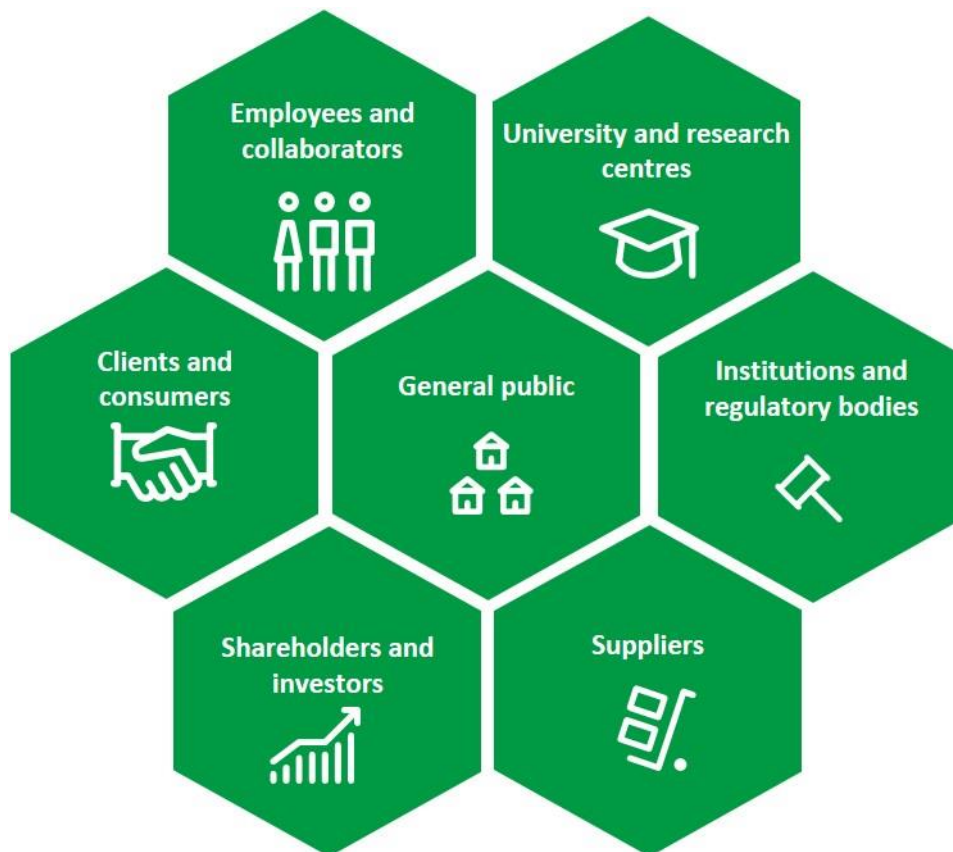 Employees and
collaborators
University and research
centres
Clients and
consumers
General public
Institutions and
regulatory bodies
Shareholders and
investors
Suppliers